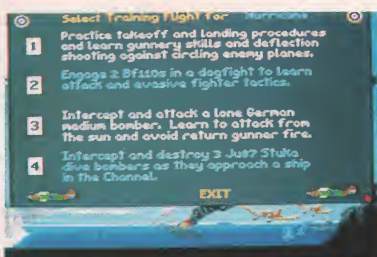 Select Training Flight for Hurricane
1 Practice takeoff and landing procedures
and learn gunnery skills and deflection
shooting against circling enemy planes.
2 Engage 2 Bf110s in a dogfight to learn
attack and evasive fighter tactics.
3 Intercept and attack a lone German
medium bomber. Learn to attack from
the sun and avoid return gunner fire.
4 Intercept and destroy 3 Ju87 Stuka
dive bombers as they approach a ship
in the Channel.
EXIT